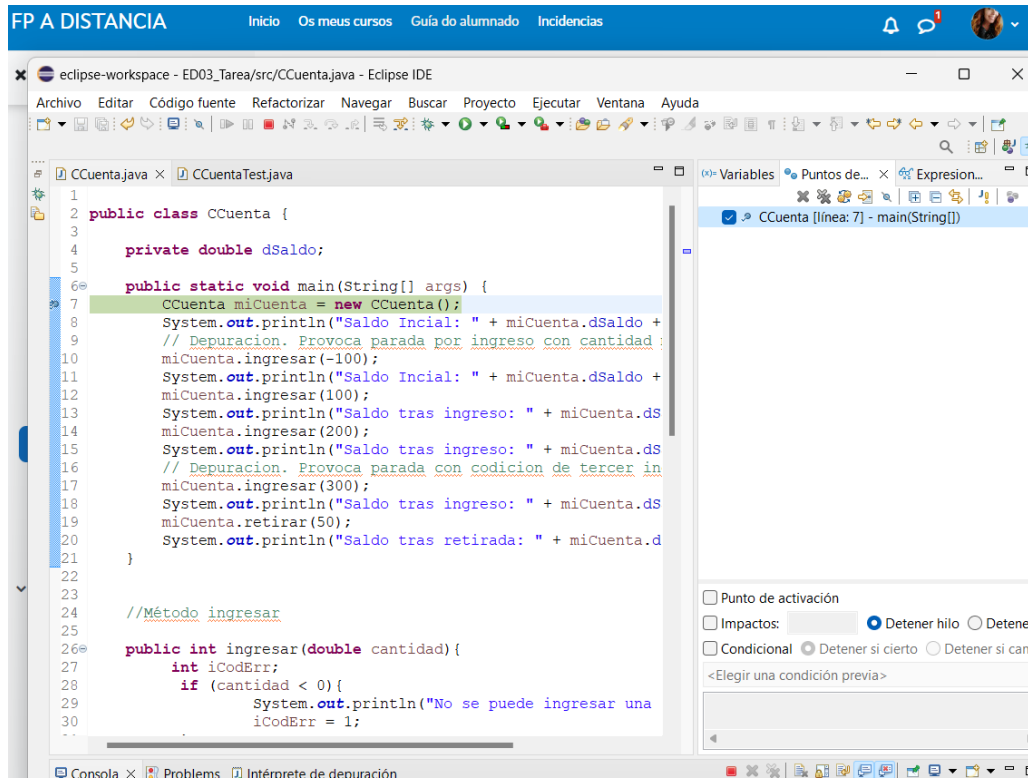 FP A DISTANCIA Inicio Os meus cursos Guía do alumnado Incidencias 1
eclipse-workspace - ED03_Tarea/src/CCuenta.java - Eclipse IDE
Archivo Editar Código fuente Refactorizar Navegar Buscar Proyecto Ejecutar Ventana Ayuda
CCuenta.java CCuentaTest.java
1
2 public class CCuenta {
3
4 private double dSaldo;
5
6 public static void main(String[] args) {
7 CCuenta miCuenta = new CCuenta();
8 System.out.println("Saldo Incial: " + miCuenta.dSaldo +
9 // Depuracion. Provoca parada por ingreso con cantidad
10 miCuenta.ingresar(-100);
11 System.out.println("Saldo Incial: " + miCuenta.dSaldo +
12 miCuenta.ingresar(100);
13 System.out.println("Saldo tras ingreso: " + miCuenta.dS
14 miCuenta.ingresar(200);
15 System.out.println("Saldo tras ingreso: " + miCuenta.dS
16 // Depuracion. Provoca parada con codicion de tercer in
17 miCuenta.ingresar(300);
18 System.out.println("Saldo tras ingreso: " + miCuenta.dS
19 miCuenta.retirar(50);
20 System.out.println("Saldo tras retirada: " + miCuenta.d
21 }
22
23
24 //Método ingresar
25
26 public int ingresar(double cantidad){
27 int iCodErr;
28 if (cantidad < 0){
29 System.out.println("No se puede ingresar una
30 iCodErr = 1;
(x)= Variables Puntos de... Expresion...
CCuenta [línea: 7] - main(String[])
Punto de activación
Impactos: Detener hilo Detene
Condicional Detener si cierto Detener si can
<Elegir una condición previa>
Consola Problems Intérprete de depuración